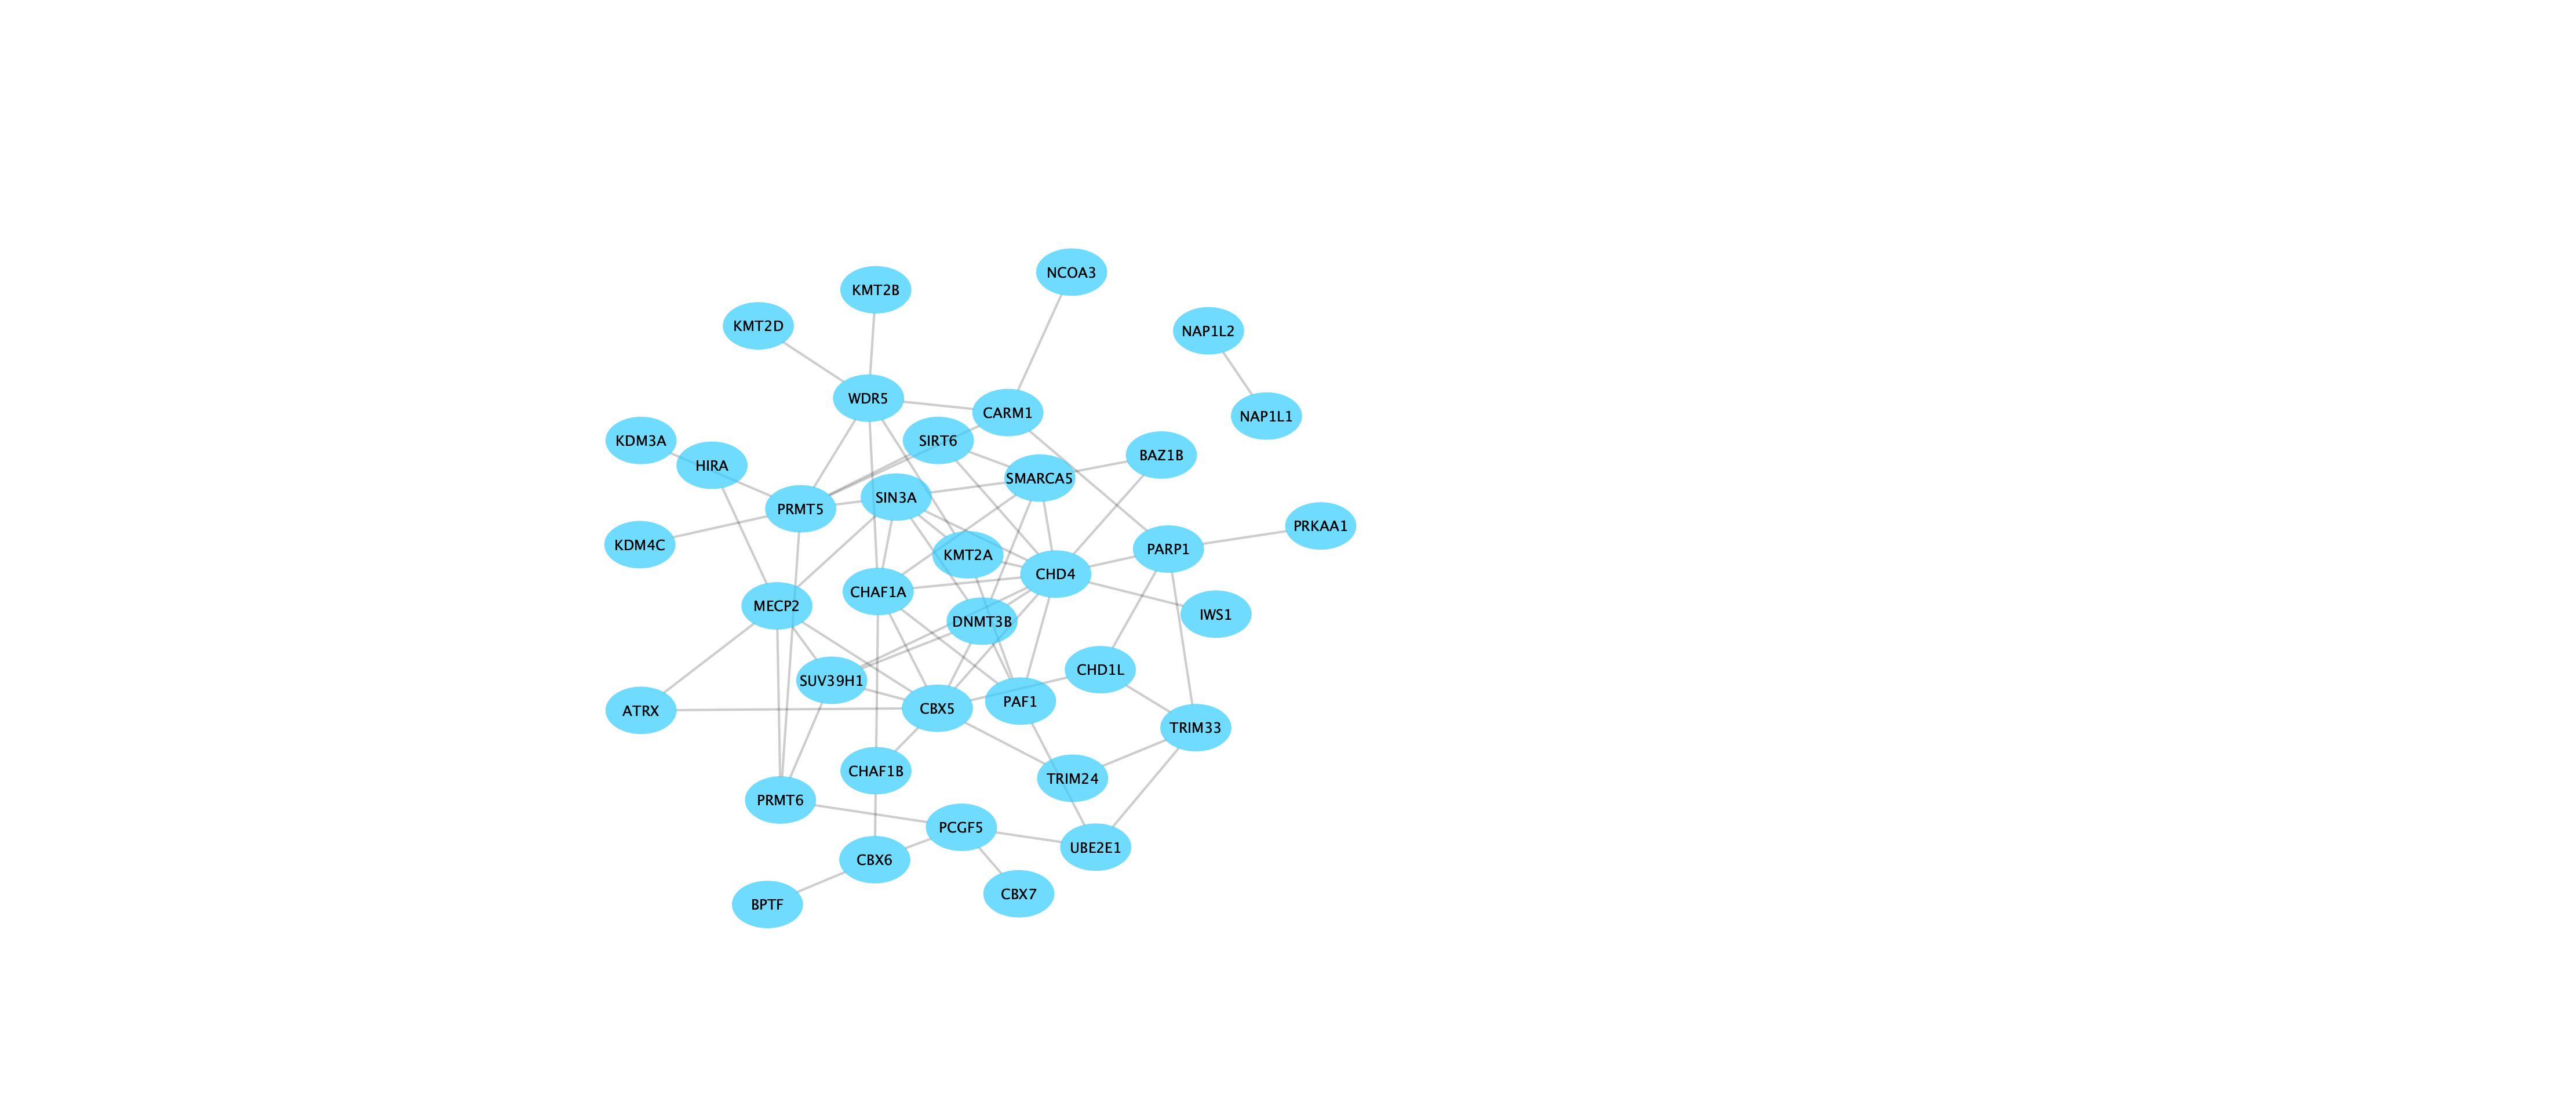 NCOA3
KMT2B
KMT2D
NAP1L2
WDR5
CARM1
NAP1L1
KDM3A
SIRT6
BAZ1B
HIRA
SMARCA5
SIN3A
PRMT5
PRKAA1
KDM4C
PARP1
KMT2A
CHD4
CHAF1A
MECP2
IWS1
DNMT3B
CHD1L
SUV39H1
PAF1
CBX5
ATRX
TRIM33
CHAF1B
TRIM24
PRMT6
PCGF5
UBE2E1
CBX6
CBX7
BPTF